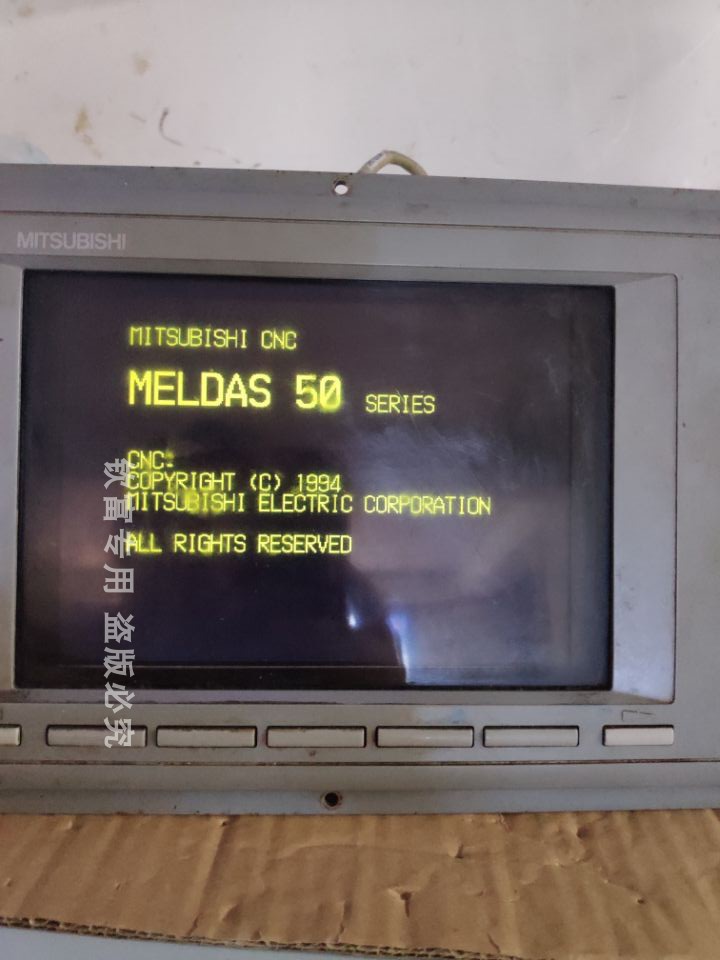 MITSUBISHI
MITSUBISHI CNC
MELDAS 50 SERIES
CNC:
COPYRIGHT (C) 1994
MITSUBISHI ELECTRIC CORPORATION
ALL RIGHTS RESERVED
钦富专用 盗版必究